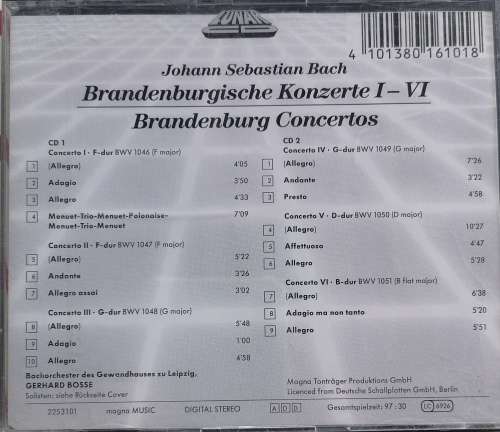 LUNAR
4 101380 161018
Johann Sebastian Bach
Brandenburgische Konzerte I – VI
Brandenburg Concertos
CD 1
Concerto I · F-dur BWV 1046 (F major)
1 (Allegro) 4'05
2 Adagio 3'50
3 Allegro 4'33
4 Menuet-Trio-Menuet-Polonaise- 7'09
Menuet-Trio-Menuet
Concerto II · F-dur BWV 1047 (F major)
5 (Allegro) 5'22
6 Andante 3'26
7 Allegro assai 3'02
Concerto III · G-dur BWV 1048 (G major)
8 (Allegro) 5'48
9 Adagio 1'00
10 Allegro 4'58
Bachorchester des Gewandhauses zu Leipzig,
GERHARD BOSSE
Solisten: siehe Rückseite Cover
CD 2
Concerto IV · G-dur BWV 1049 (G major)
1 (Allegro) 7'26
2 Andante 3'22
3 Presto 4'58
Concerto V · D-dur BWV 1050 (D major)
4 (Allegro) 10'27
5 Affettuoso 4'47
6 Allegro 5'28
Concerto VI · B-dur BWV 1051 (B flat major)
7 (Allegro) 6'38
8 Adagio ma non tanto 5'20
9 Allegro 5'51
Magna Tonträger Produktions GmbH
Licenced from Deutsche Schallplatten GmbH, Berlin
2253101 magna MUSIC DIGITAL STEREO A D D Gesamtspielzeit: 97:30 LC 6926